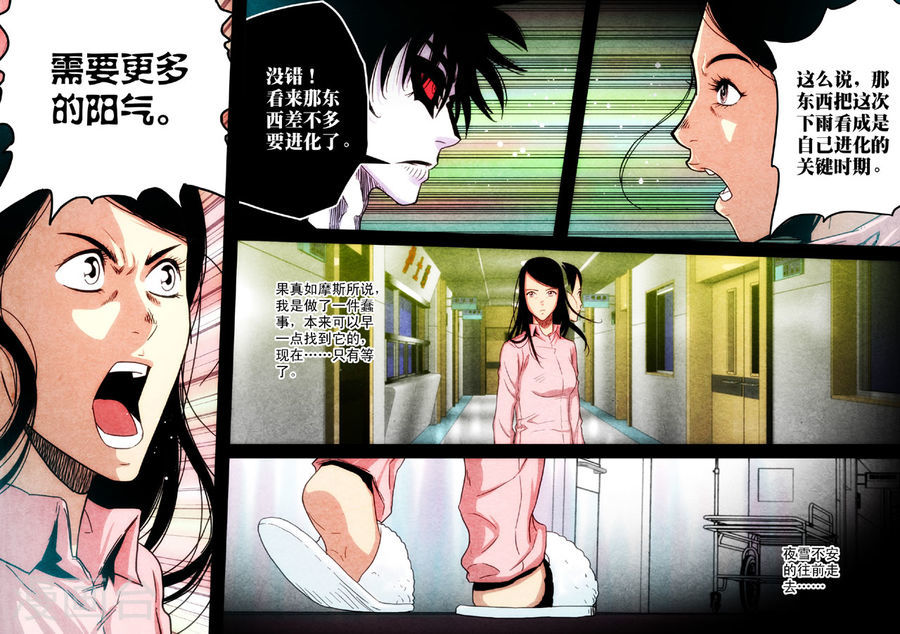 这么说，那
东西把这次
下雨看成是
自己进化的
关键时期。
没错！
看来那东
西差不多
要进化了。
需要更多
的阳气。
果真如摩斯所说，
我是做了一件蠢
事，本来可以早
一点找到它的，
现在……只有等
了。
夜雪不安
的往前走
去……
漫画台